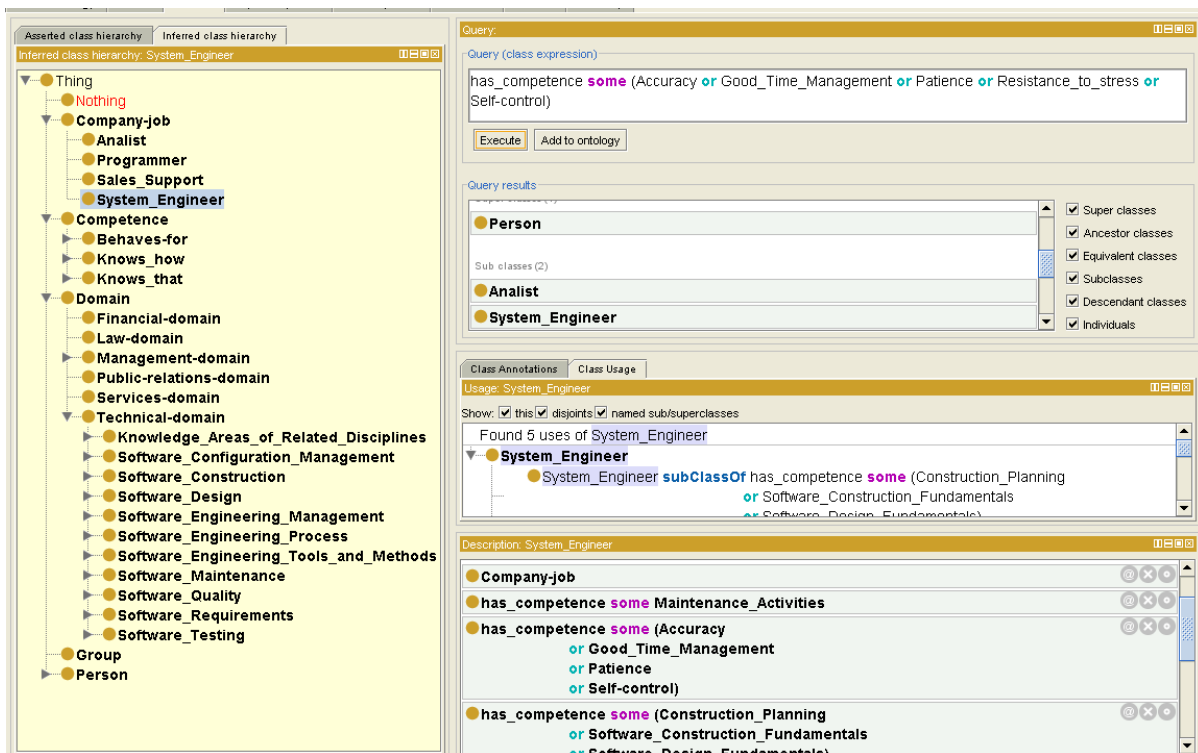 Asserted class hierarchy Inferred class hierarchy
Inferred class hierarchy: System_Engineer
Thing
Nothing
Company-job
Analist
Programmer
Sales_Support
System_Engineer
Competence
Behaves-for
Knows_how
Knows_that
Domain
Financial-domain
Law-domain
Management-domain
Public-relations-domain
Services-domain
Technical-domain
Knowledge_Areas_of_Related_Disciplines
Software_Configuration_Management
Software_Construction
Software_Design
Software_Engineering_Management
Software_Engineering_Process
Software_Engineering_Tools_and_Methods
Software_Maintenance
Software_Quality
Software_Requirements
Software_Testing
Group
Person
Query:
Query (class expression)
has_competence some (Accuracy or Good_Time_Management or Patience or Resistance_to_stress or
Self-control)
Execute Add to ontology
Query results
Person
Sub classes (2)
Analist
System_Engineer
Super classes
Ancestor classes
Equivalent classes
Subclasses
Descendant classes
Individuals
Class Annotations Class Usage
Usage: System_Engineer
Show: this disjoints named sub/superclasses
Found 5 uses of System_Engineer
System_Engineer
System_Engineer subClassOf has_competence some (Construction_Planning
or Software_Construction_Fundamentals
or Software_Design_Fundamentals)
Description: System_Engineer
Company-job
has_competence some Maintenance_Activities
has_competence some (Accuracy
or Good_Time_Management
or Patience
or Self-control)
has_competence some (Construction_Planning
or Software_Construction_Fundamentals
or Software_Design_Fundamentals)